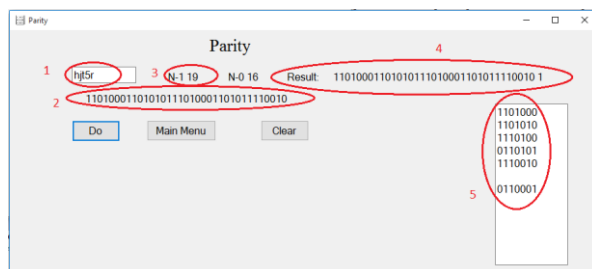 Parity
Parity
4
1 hjt5r 3 N-1 19 N-0 16 Result: 11010001101010111010001101011110010 1
2 11010001101010111010001101011110010
Do Main Menu Clear
1101000
1101010
1110100
0110101
1110010
5 0110001